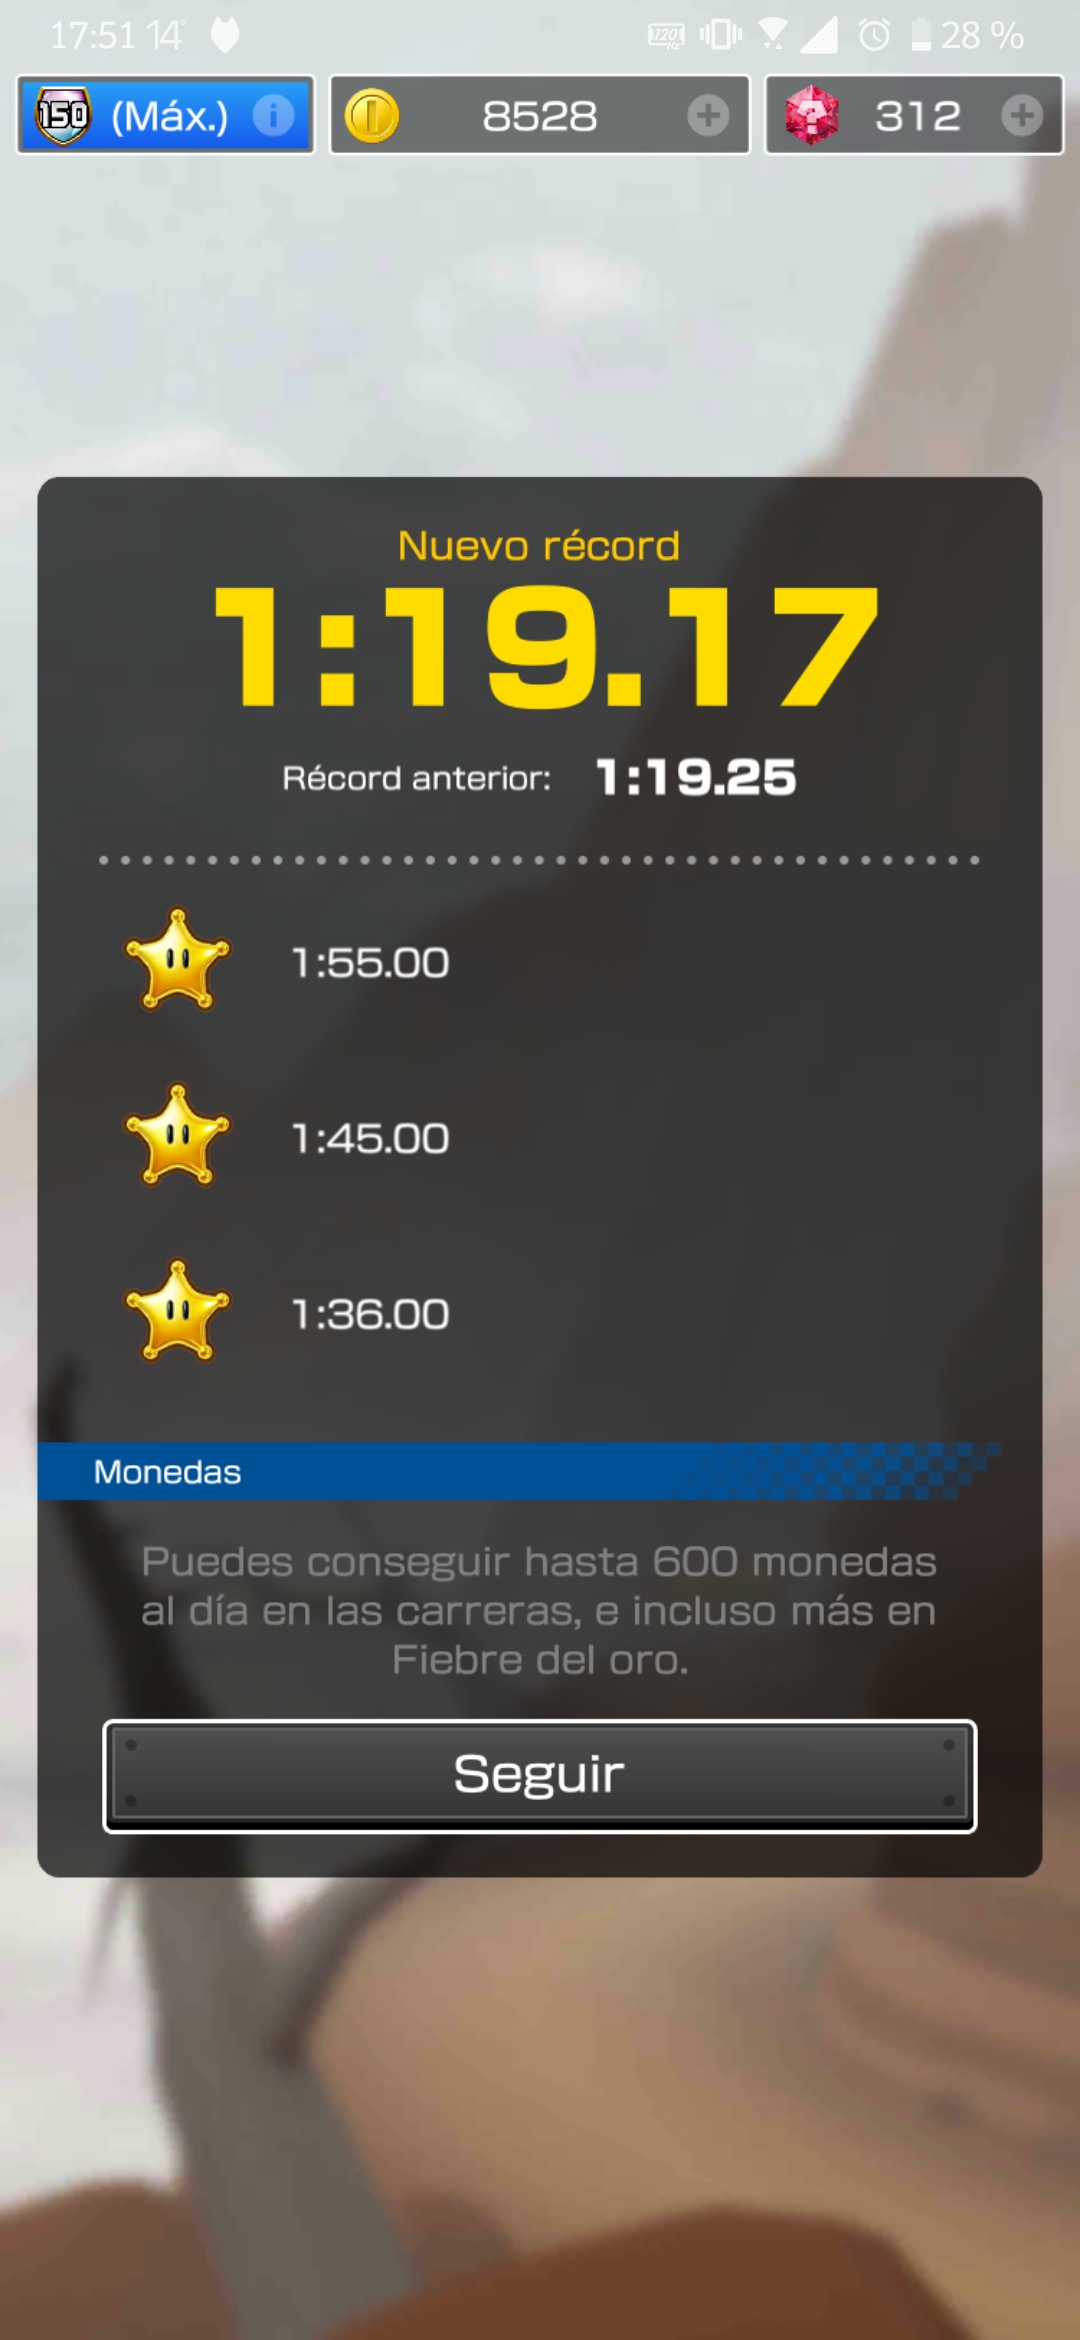 17:51 14°
120 Hz
28 %
150 (Máx.)
8528
312
Nuevo récord
1:19.17
Récord anterior: 1:19.25
1:55.00
1:45.00
1:36.00
Monedas
Puedes conseguir hasta 600 monedas
al día en las carreras, e incluso más en
Fiebre del oro.
Seguir